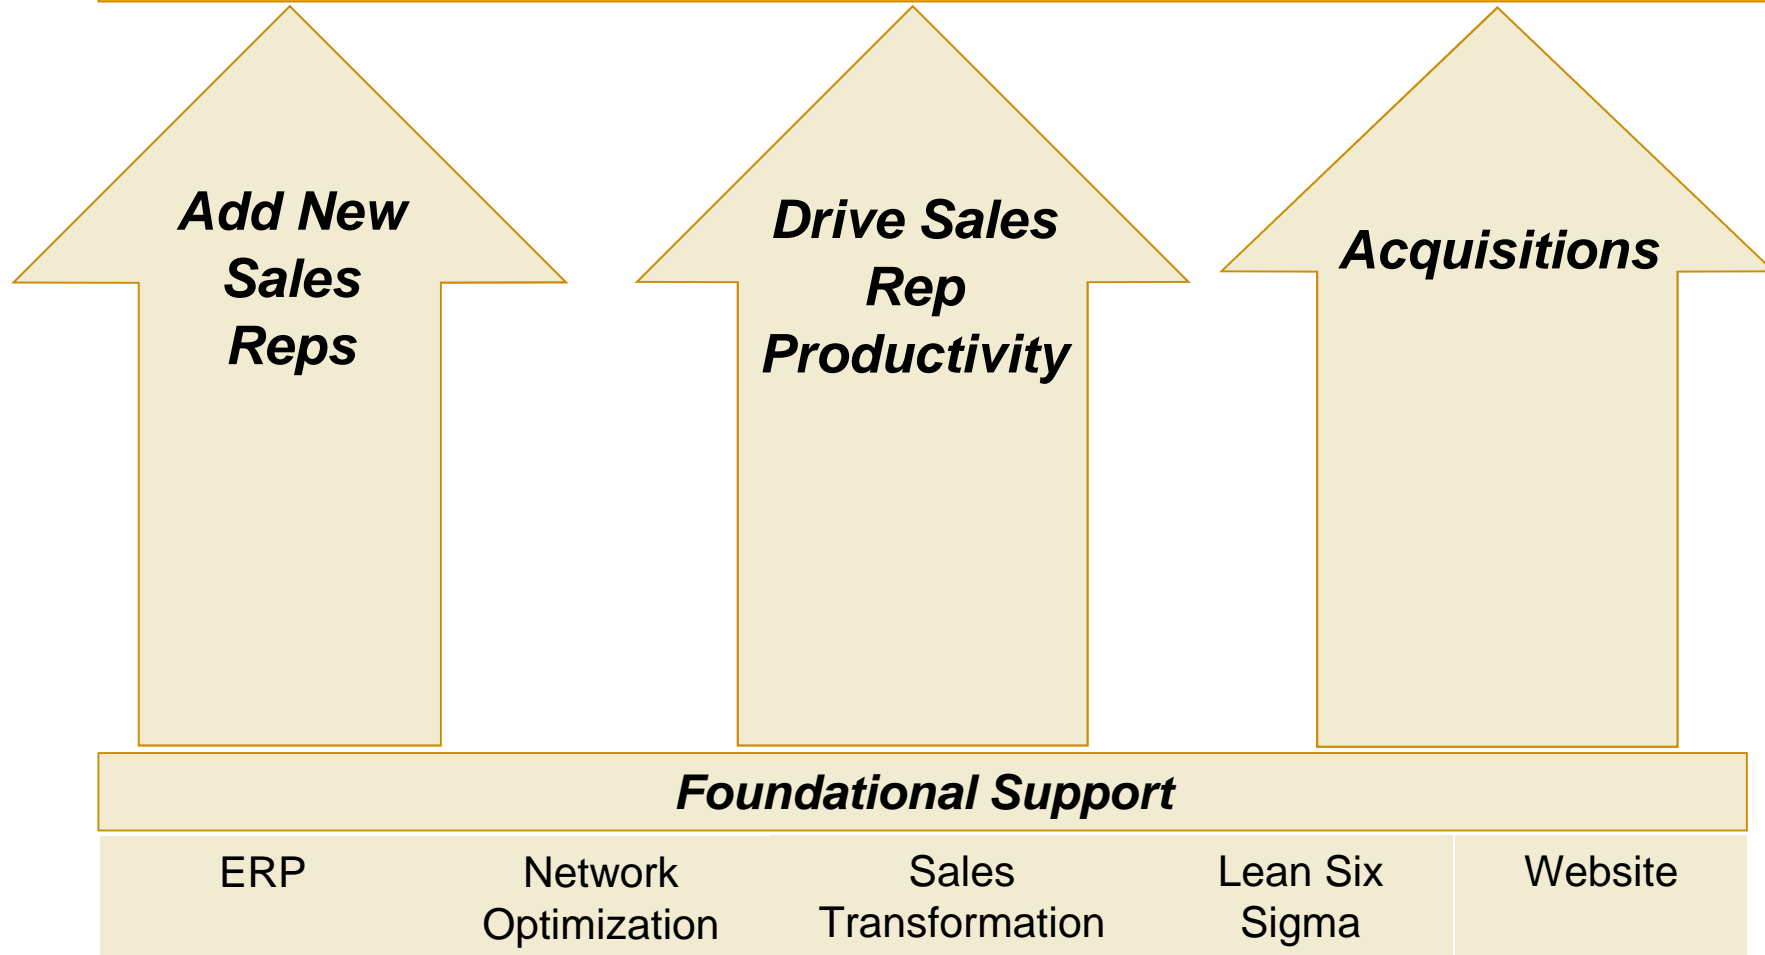 Add New
Sales
Reps
Drive Sales
Rep
Productivity
Acquisitions
Foundational Support
ERP
Network
Optimization
Sales
Transformation
Lean Six
Sigma
Website